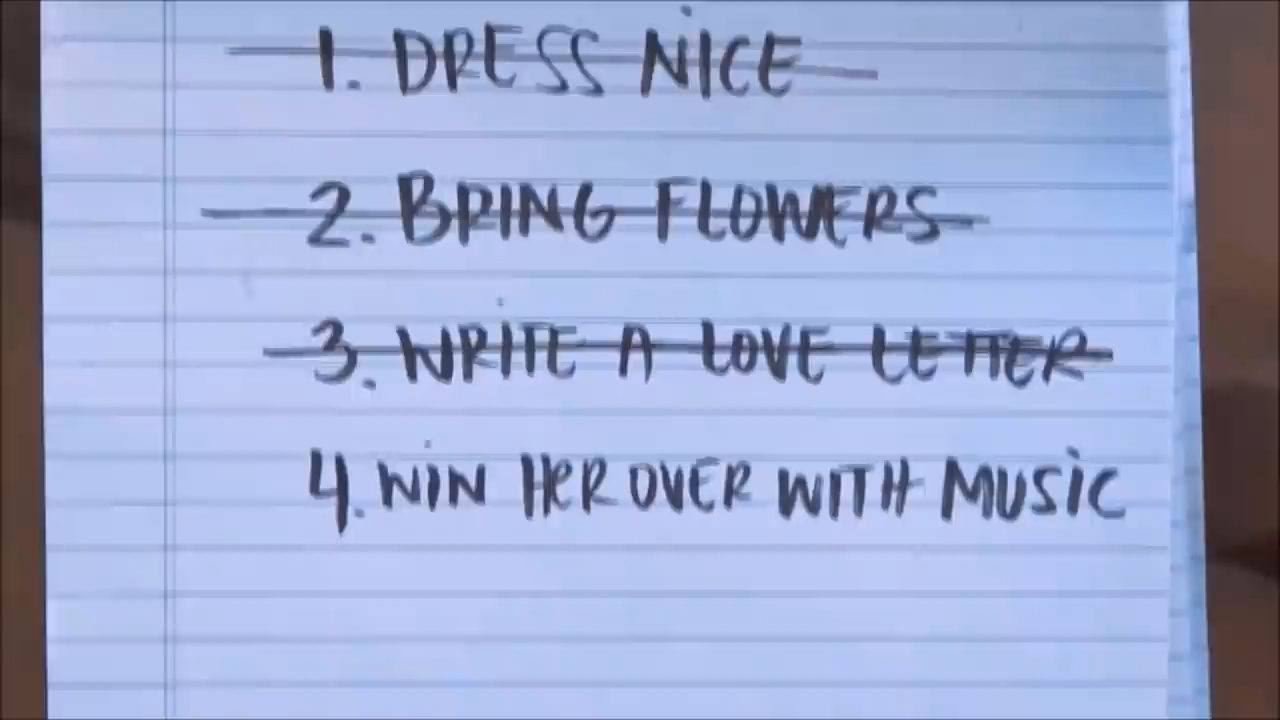 1. DRESS NICE
2. BRING FLOWERS
3. WRITE A LOVE LETTER
4. WIN HER OVER WITH MUSIC